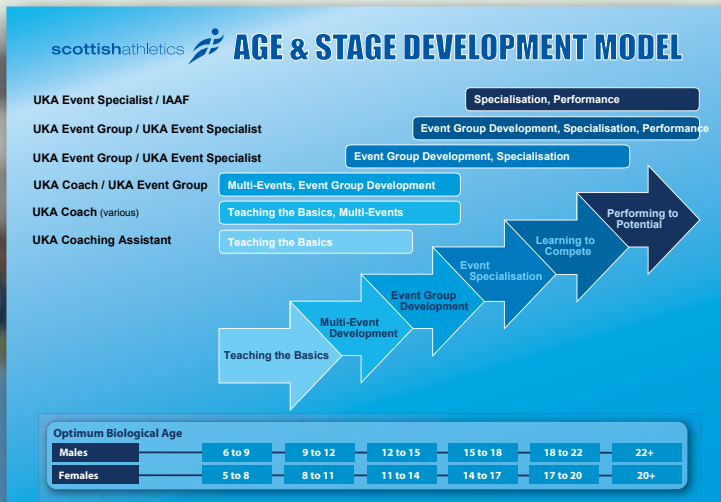 scottishathletics AGE & STAGE DEVELOPMENT MODEL
UKA Event Specialist / IAAF
Specialisation, Performance
UKA Event Group / UKA Event Specialist
Event Group Development, Specialisation, Performance
UKA Event Group / UKA Event Specialist
Event Group Development, Specialisation
UKA Coach / UKA Event Group
Multi-Events, Event Group Development
UKA Coach (various)
Teaching the Basics, Multi-Events
UKA Coaching Assistant
Teaching the Basics
Performing to
Potential
Learning to
Compete
Event
Specialisation
Event Group
Development
Multi-Event
Development
Teaching the Basics
Optimum Biological Age
Males 6 to 9 9 to 12 12 to 15 15 to 18 18 to 22 22+
Females 5 to 8 8 to 11 11 to 14 14 to 17 17 to 20 20+